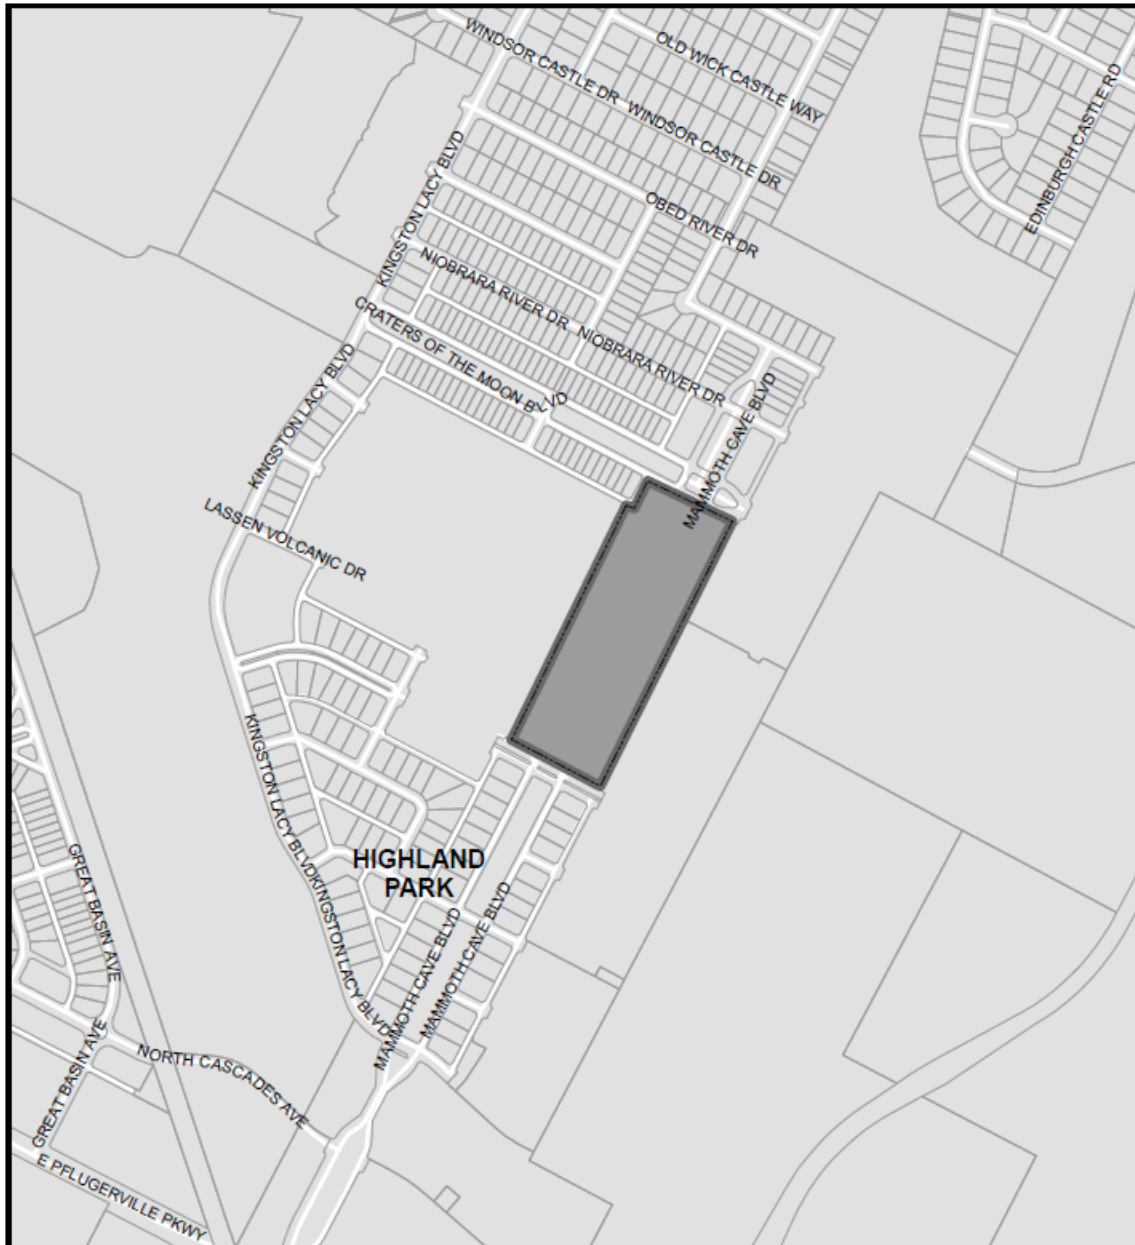 WINDSOR CASTLE DR
OLD WICK CASTLE WAY
WINDSOR CASTLE DR
EDINBURGH CASTLE RD
KINGSTON LACY BLVD
OBED RIVER DR
NIOBRARA RIVER DR
NIOBRARA RIVER DR
CRATERS OF THE MOON BLVD
KINGSTON LACY BLVD
MAMMOTH CAVE BLVD
LASSEN VOLCANIC DR
KINGSTON LACY BLVD
KINGSTON LACY BLVD
GREAT BASIN AVE
HIGHLAND
PARK
MAMMOTH CAVE BLVD
MAMMOTH CAVE BLVD
GREAT BASIN AVE
NORTH CASCADES AVE
E PFLUGERVILLE PKWY